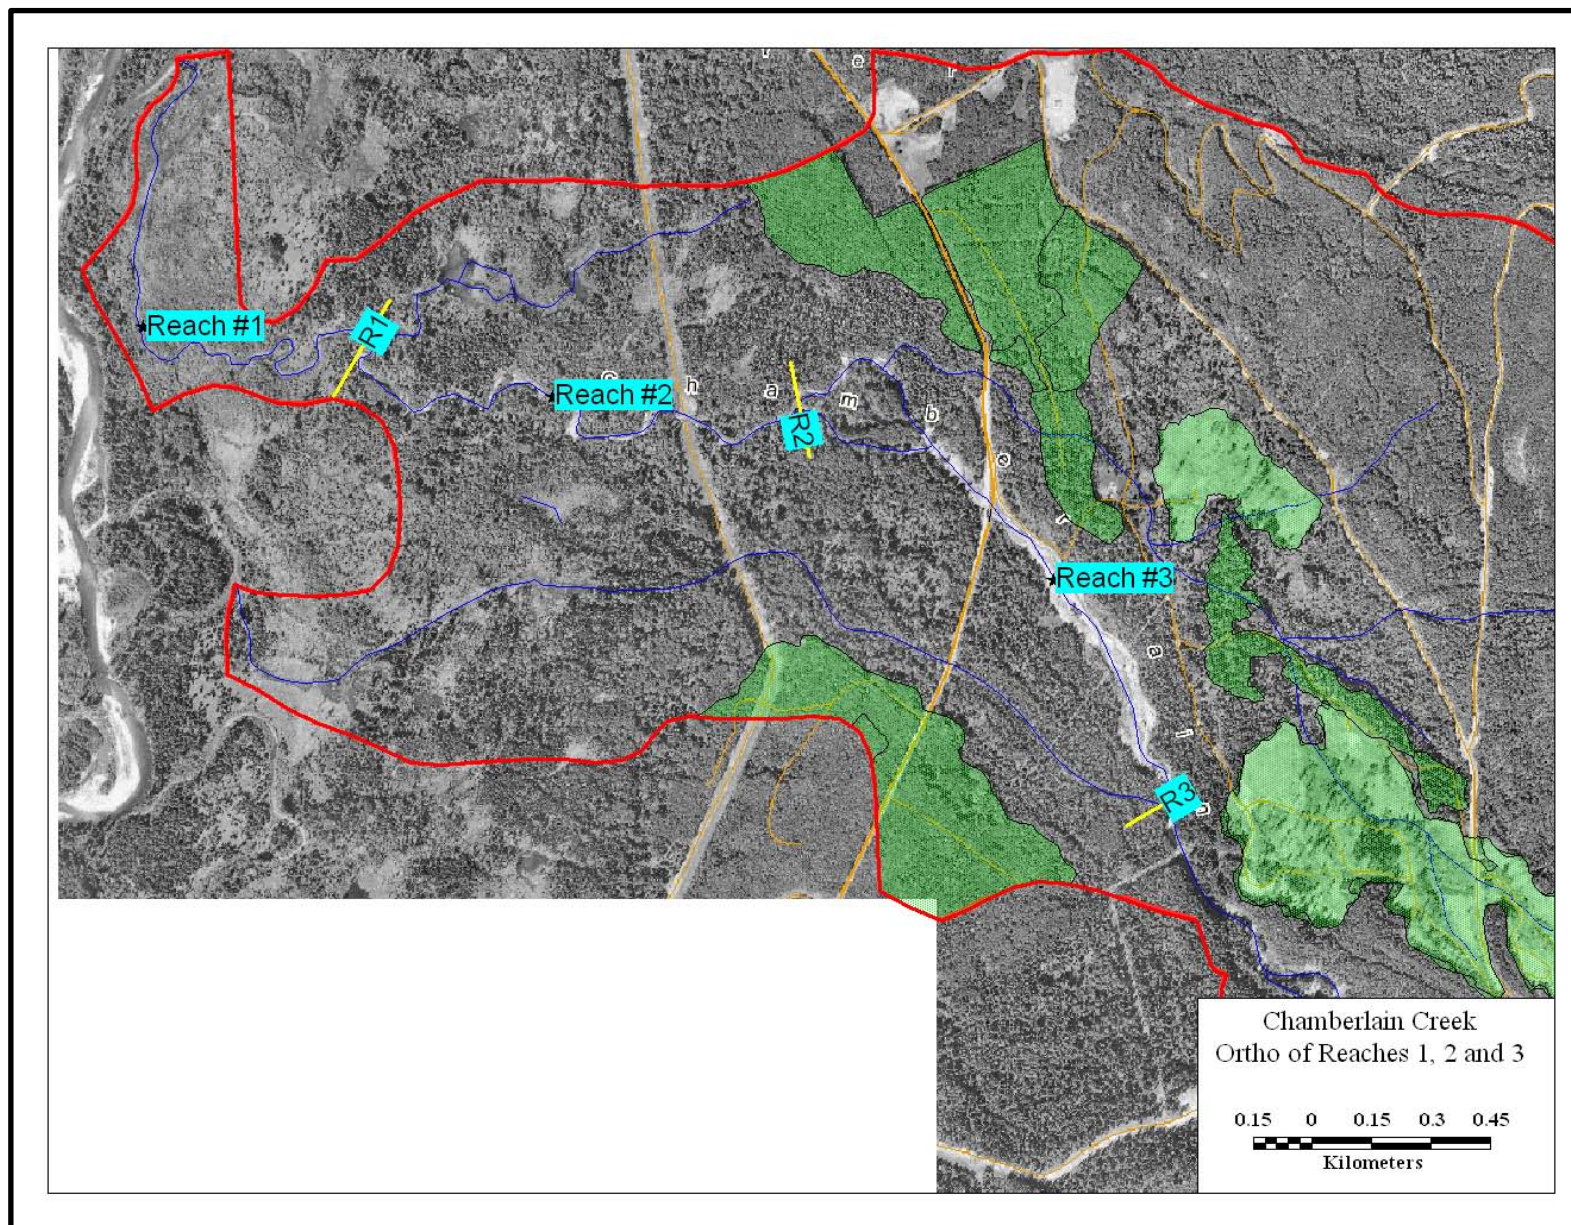 r
e
r
Reach #1
R1
Reach #2
C
h
a
m
b
e
r
R2
Reach #3
a
i
n
R3
Chamberlain Creek
Ortho of Reaches 1, 2 and 3
0.15 0 0.15 0.3 0.45
Kilometers